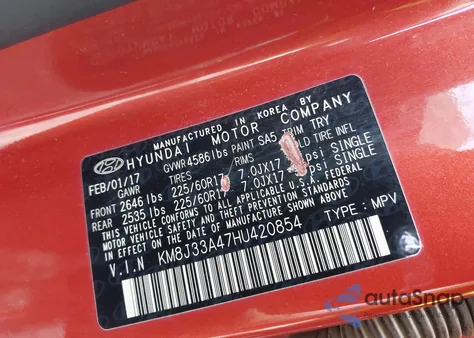 MANUFACTURED IN KOREA BY
HYUNDAI MOTOR COMPANY
FEB/01/17 GVWR 4586 lbs PAINT SA5 TRIM TRY
GAWR TIRES RIMS COLD TIRE INFL
FRONT 2646 lbs 225/60R17 7.0JX17 psi SINGLE
REAR 2535 lbs 225/60R17 7.0JX17 psi SINGLE
THIS VEHICLE CONFORMS TO ALL APPLICABLE U.S.A. FEDERAL
MOTOR VEHICLE SAFETY AND BUMPER STANDARDS
IN EFFECT ON THE DATE OF MANUFACTURE SHOWN ABOVE.
V.I.N KM8J33A47HU420854 TYPE : MPV
autoSnap